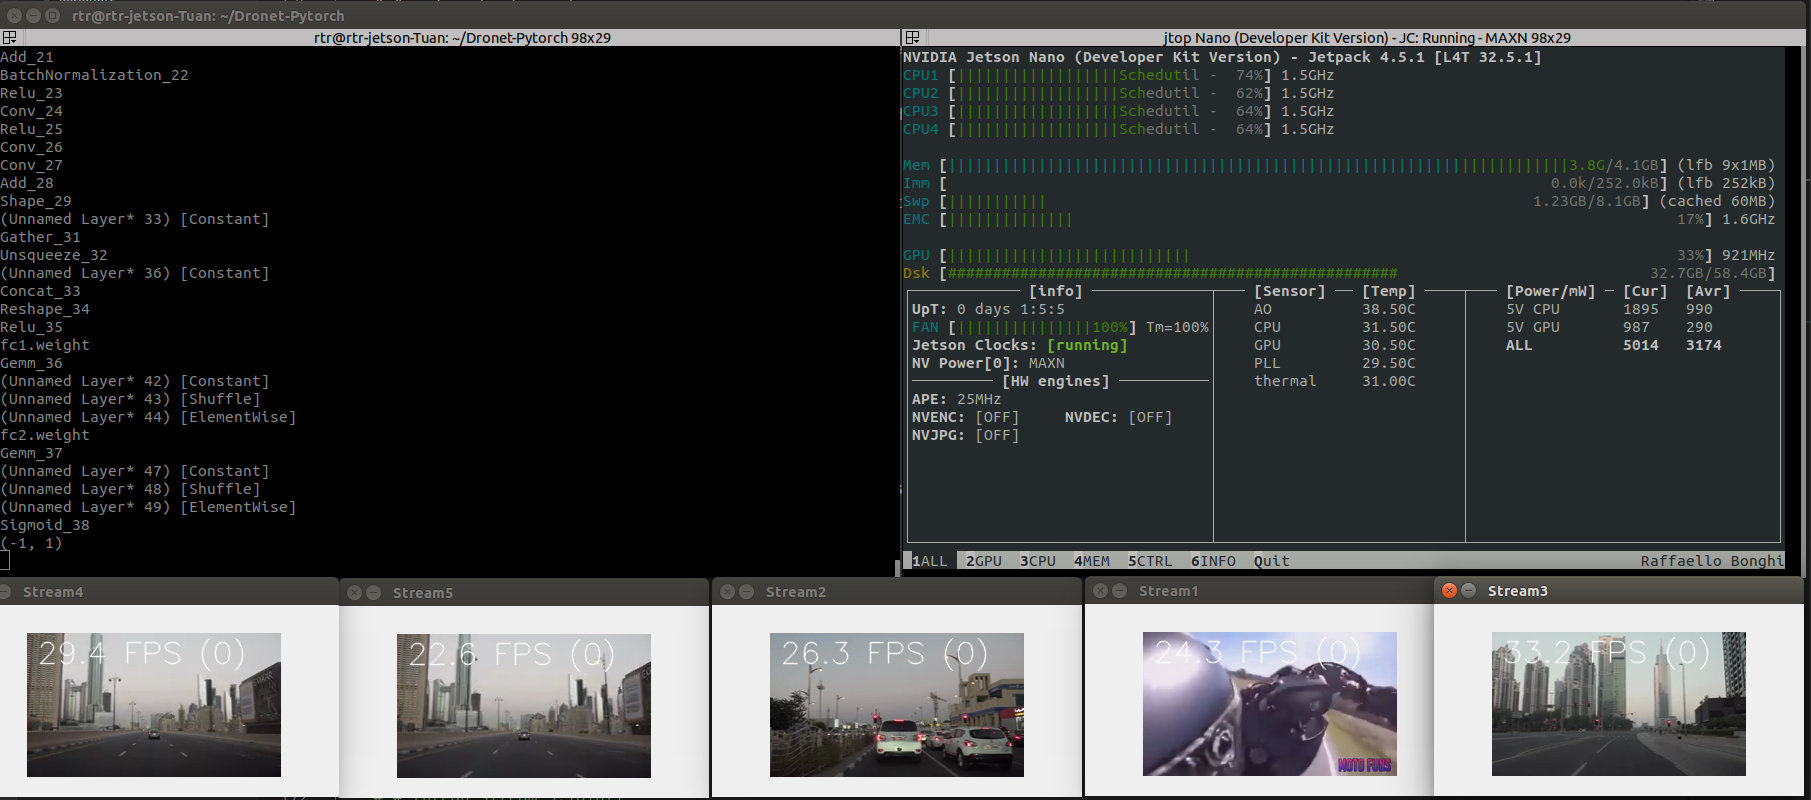 rtr@rtr-jetson-Tuan: ~/Dronet-Pytorch
rtr@rtr-jetson-Tuan: ~/Dronet-Pytorch 98x29
Add_21
BatchNormalization_22
Relu_23
Conv_24
Relu_25
Conv_26
Conv_27
Add_28
Shape_29
(Unnamed Layer* 33) [Constant]
Gather_31
Unsqueeze_32
(Unnamed Layer* 36) [Constant]
Concat_33
Reshape_34
Relu_35
fc1.weight
Gemm_36
(Unnamed Layer* 42) [Constant]
(Unnamed Layer* 43) [Shuffle]
(Unnamed Layer* 44) [ElementWise]
fc2.weight
Gemm_37
(Unnamed Layer* 47) [Constant]
(Unnamed Layer* 48) [Shuffle]
(Unnamed Layer* 49) [ElementWise]
Sigmoid_38
(-1, 1)
jtop Nano (Developer Kit Version) - JC: Running - MAXN 98x29
NVIDIA Jetson Nano (Developer Kit Version) - Jetpack 4.5.1 [L4T 32.5.1]
CPU1 [||||||||||||||||||Schedutil -  74%] 1.5GHz
CPU2 [||||||||||||||||||Schedutil -  62%] 1.5GHz
CPU3 [||||||||||||||||||Schedutil -  64%] 1.5GHz
CPU4 [||||||||||||||||||Schedutil -  64%] 1.5GHz
Mem [||||||||||||||||||||||||||||||||||||||||||||||||||||||||||||||||||||3.8G/4.1GB] (lfb 9x1MB)
Imm [ 0.0k/252.0kB] (lfb 252kB)
Swp [||||||||||| 1.23GB/8.1GB] (cached 60MB)
EMC [|||||||||||||| 17%] 1.6GHz
GPU [||||||||||||||||||||||||||| 33%] 921MHz
Dsk [################################################## 32.7GB/58.4GB]
[info]
UpT: 0 days 1:5:5
FAN [|||||||||||||||100%] Tm=100%
Jetson Clocks: [running]
NV Power[0]: MAXN
[HW engines]
APE: 25MHz
NVENC: [OFF] NVDEC: [OFF]
NVJPG: [OFF]
[Sensor] [Temp]
AO 38.50C
CPU 31.50C
GPU 30.50C
PLL 29.50C
thermal 31.00C
[Power/mW] [Cur] [Avr]
5V CPU 1895 990
5V GPU 987 290
ALL 5014 3174
1ALL 2GPU 3CPU 4MEM 5CTRL 6INFO Quit Raffaello Bonghi
Stream4
29.4 FPS (0)
Stream5
22.6 FPS (0)
Stream2
26.3 FPS (0)
Stream1
24.3 FPS (0)
MOTO FUNS
Stream3
33.2 FPS (0)